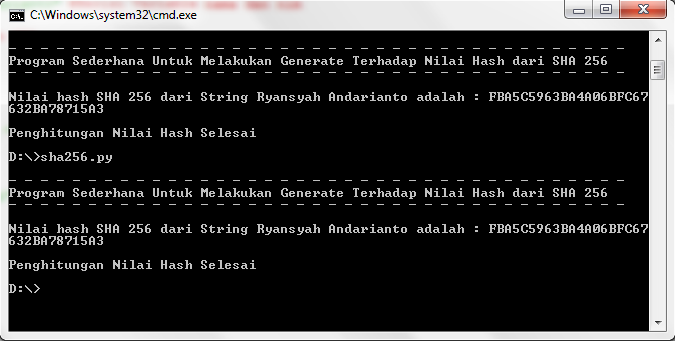 C:\Windows\system32\cmd.exe
- - - - - - - - - - - - - - - - - - - - - - - - - - - - - - - - - - - - - - -
Program Sederhana Untuk Melakukan Generate Terhadap Nilai Hash dari SHA 256
- - - - - - - - - - - - - - - - - - - - - - - - - - - - - - - - - - - - - - -
Nilai hash SHA 256 dari String Ryansyah Andarianto adalah : FBA5C5963BA4A06BFC67
632BA78715A3
Penghitungan Nilai Hash Selesai
D:\>sha256.py
- - - - - - - - - - - - - - - - - - - - - - - - - - - - - - - - - - - - - - -
Program Sederhana Untuk Melakukan Generate Terhadap Nilai Hash dari SHA 256
- - - - - - - - - - - - - - - - - - - - - - - - - - - - - - - - - - - - - - -
Nilai hash SHA 256 dari String Ryansyah Andarianto adalah : FBA5C5963BA4A06BFC67
632BA78715A3
Penghitungan Nilai Hash Selesai
D:\>